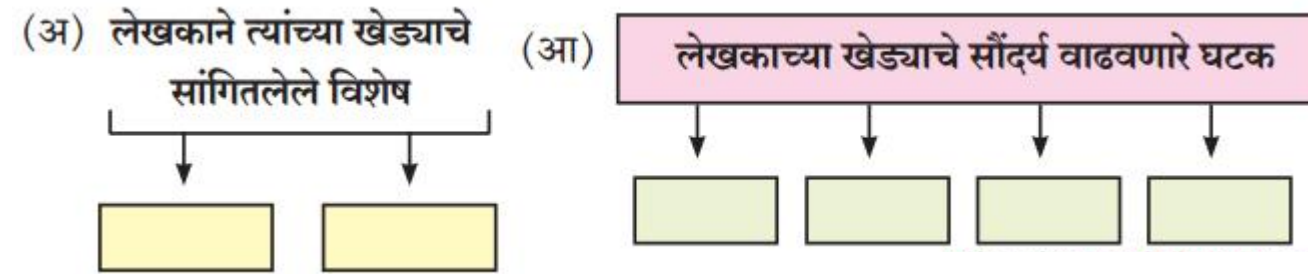 (अ) लेखकाने त्यांच्या खेड्याचे
सांगितलेले विशेष
(आ) लेखकाच्या खेड्याचे सौंदर्य वाढवणारे घटक